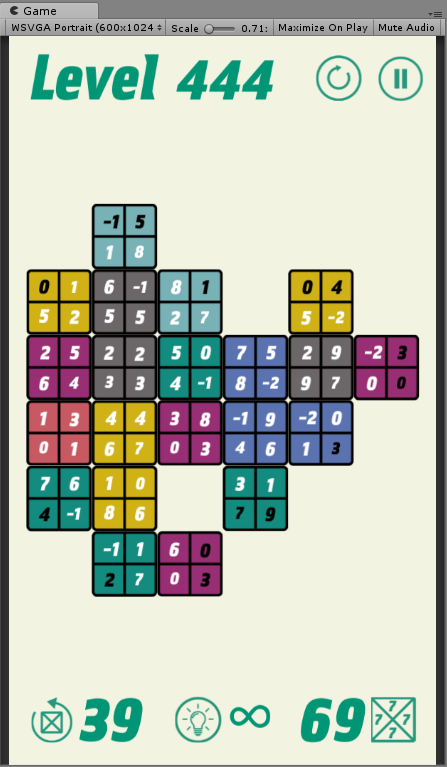 Game
WSVGA Portrait (600x1024 Scale 0.71: Maximize On Play Mute Audio
Level 444
-1 5
1 8
0 1 6 -1 8 1 0 4
5 2 5 5 2 7 5 -2
2 5 2 2 5 0 7 5 2 9 -2 3
6 4 3 3 4 -1 8 -2 9 7 0 0
1 3 4 4 3 8 -1 9 -2 0
0 1 6 7 0 3 4 6 1 3
7 6 1 0 3 1
4 -1 8 6 7 9
-1 1 6 0
2 7 0 3
39 ∞ 69 7 7 7 7